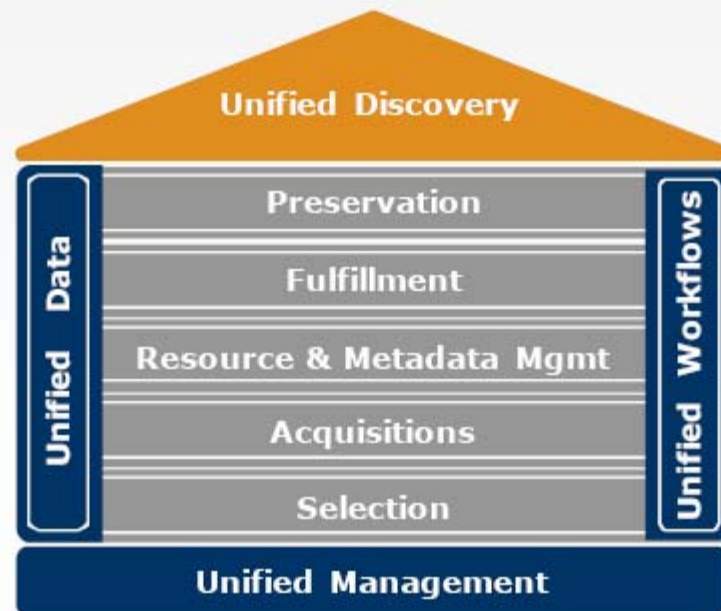 Unified Discovery
Unified Data
Preservation
Fulfillment
Resource & Metadata Mgmt
Acquisitions
Selection
Unified Workflows
Unified Management